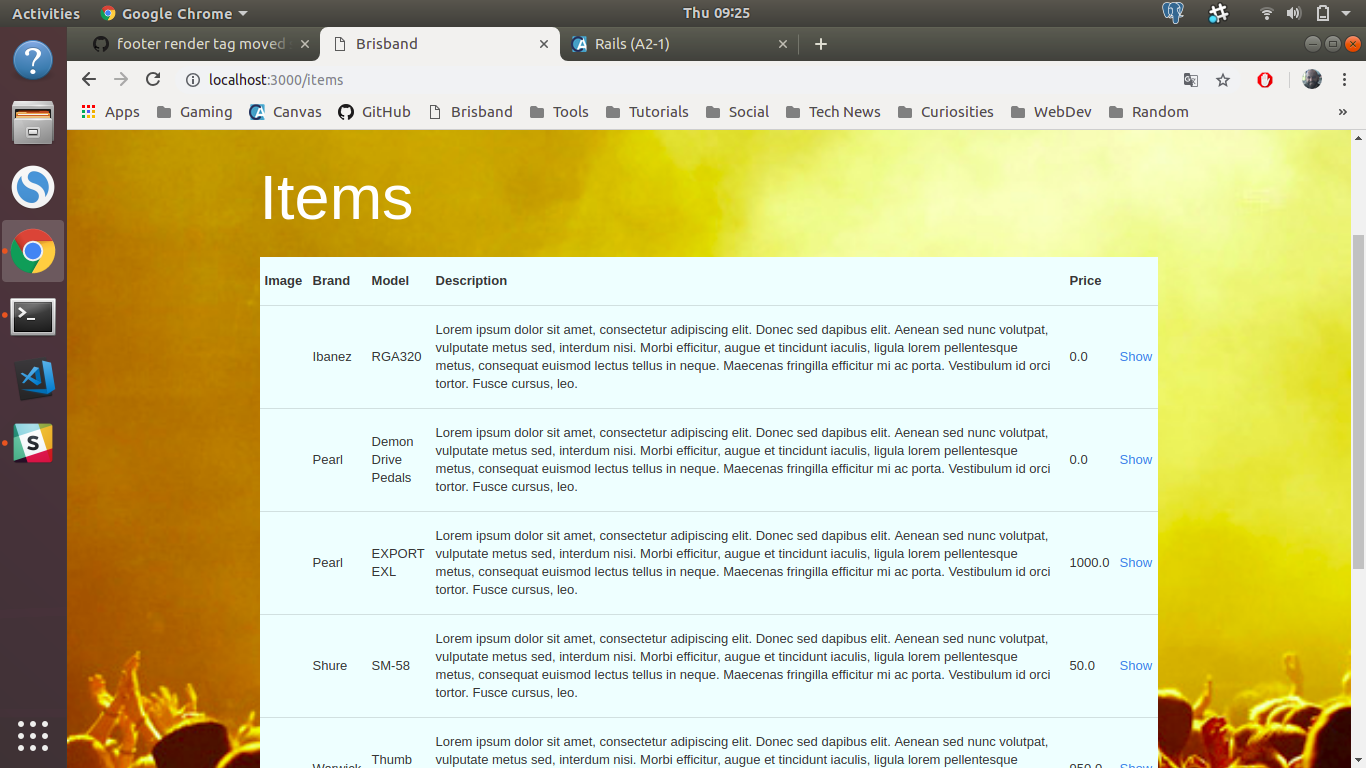 Activities Google Chrome Thu 09:25
footer render tag moved Brisband Rails (A2-1)
localhost:3000/items
Apps Gaming Canvas GitHub Brisband Tools Tutorials Social Tech News Curiosities WebDev Random »
Items
Image Brand Model Description Price
Lorem ipsum dolor sit amet, consectetur adipiscing elit. Donec sed dapibus elit. Aenean sed nunc volutpat,
vulputate metus sed, interdum nisi. Morbi efficitur, augue et tincidunt iaculis, ligula lorem pellentesque
Ibanez RGA320 0.0 Show
metus, consequat euismod lectus tellus in neque. Maecenas fringilla efficitur mi ac porta. Vestibulum id orci
tortor. Fusce cursus, leo.
Lorem ipsum dolor sit amet, consectetur adipiscing elit. Donec sed dapibus elit. Aenean sed nunc volutpat,
Demon
vulputate metus sed, interdum nisi. Morbi efficitur, augue et tincidunt iaculis, ligula lorem pellentesque
Pearl Drive 0.0 Show
metus, consequat euismod lectus tellus in neque. Maecenas fringilla efficitur mi ac porta. Vestibulum id orci
Pedals
tortor. Fusce cursus, leo.
Lorem ipsum dolor sit amet, consectetur adipiscing elit. Donec sed dapibus elit. Aenean sed nunc volutpat,
EXPORT
vulputate metus sed, interdum nisi. Morbi efficitur, augue et tincidunt iaculis, ligula lorem pellentesque
Pearl 1000.0 Show
EXL
metus, consequat euismod lectus tellus in neque. Maecenas fringilla efficitur mi ac porta. Vestibulum id orci
tortor. Fusce cursus, leo.
Lorem ipsum dolor sit amet, consectetur adipiscing elit. Donec sed dapibus elit. Aenean sed nunc volutpat,
vulputate metus sed, interdum nisi. Morbi efficitur, augue et tincidunt iaculis, ligula lorem pellentesque
Shure SM-58 50.0 Show
metus, consequat euismod lectus tellus in neque. Maecenas fringilla efficitur mi ac porta. Vestibulum id orci
tortor. Fusce cursus, leo.
Lorem ipsum dolor sit amet, consectetur adipiscing elit. Donec sed dapibus elit. Aenean sed nunc volutpat,
Thumb
vulputate metus sed, interdum nisi. Morbi efficitur, augue et tincidunt iaculis, ligula lorem pellentesque